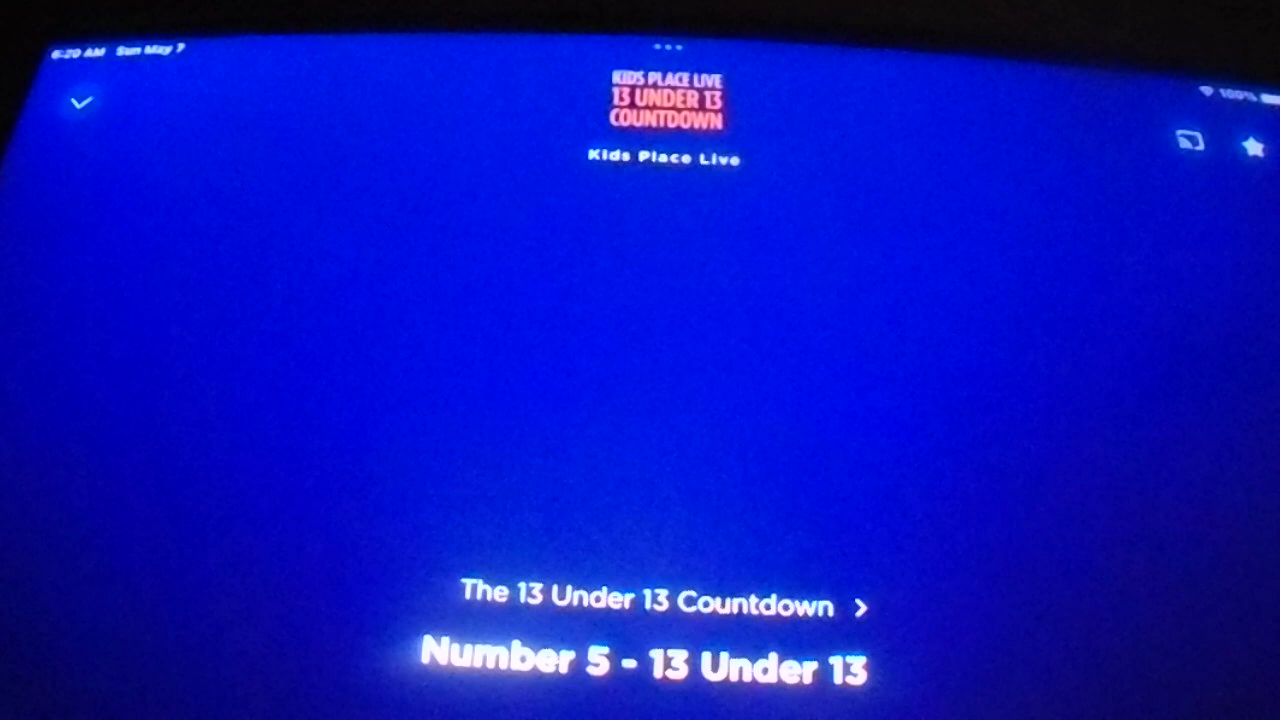 6:20 AM Sun May 7
100%
KIDS PLACE LIVE
13 UNDER 13
COUNTDOWN
Kids Place Live
The 13 Under 13 Countdown
Number 5 - 13 Under 13